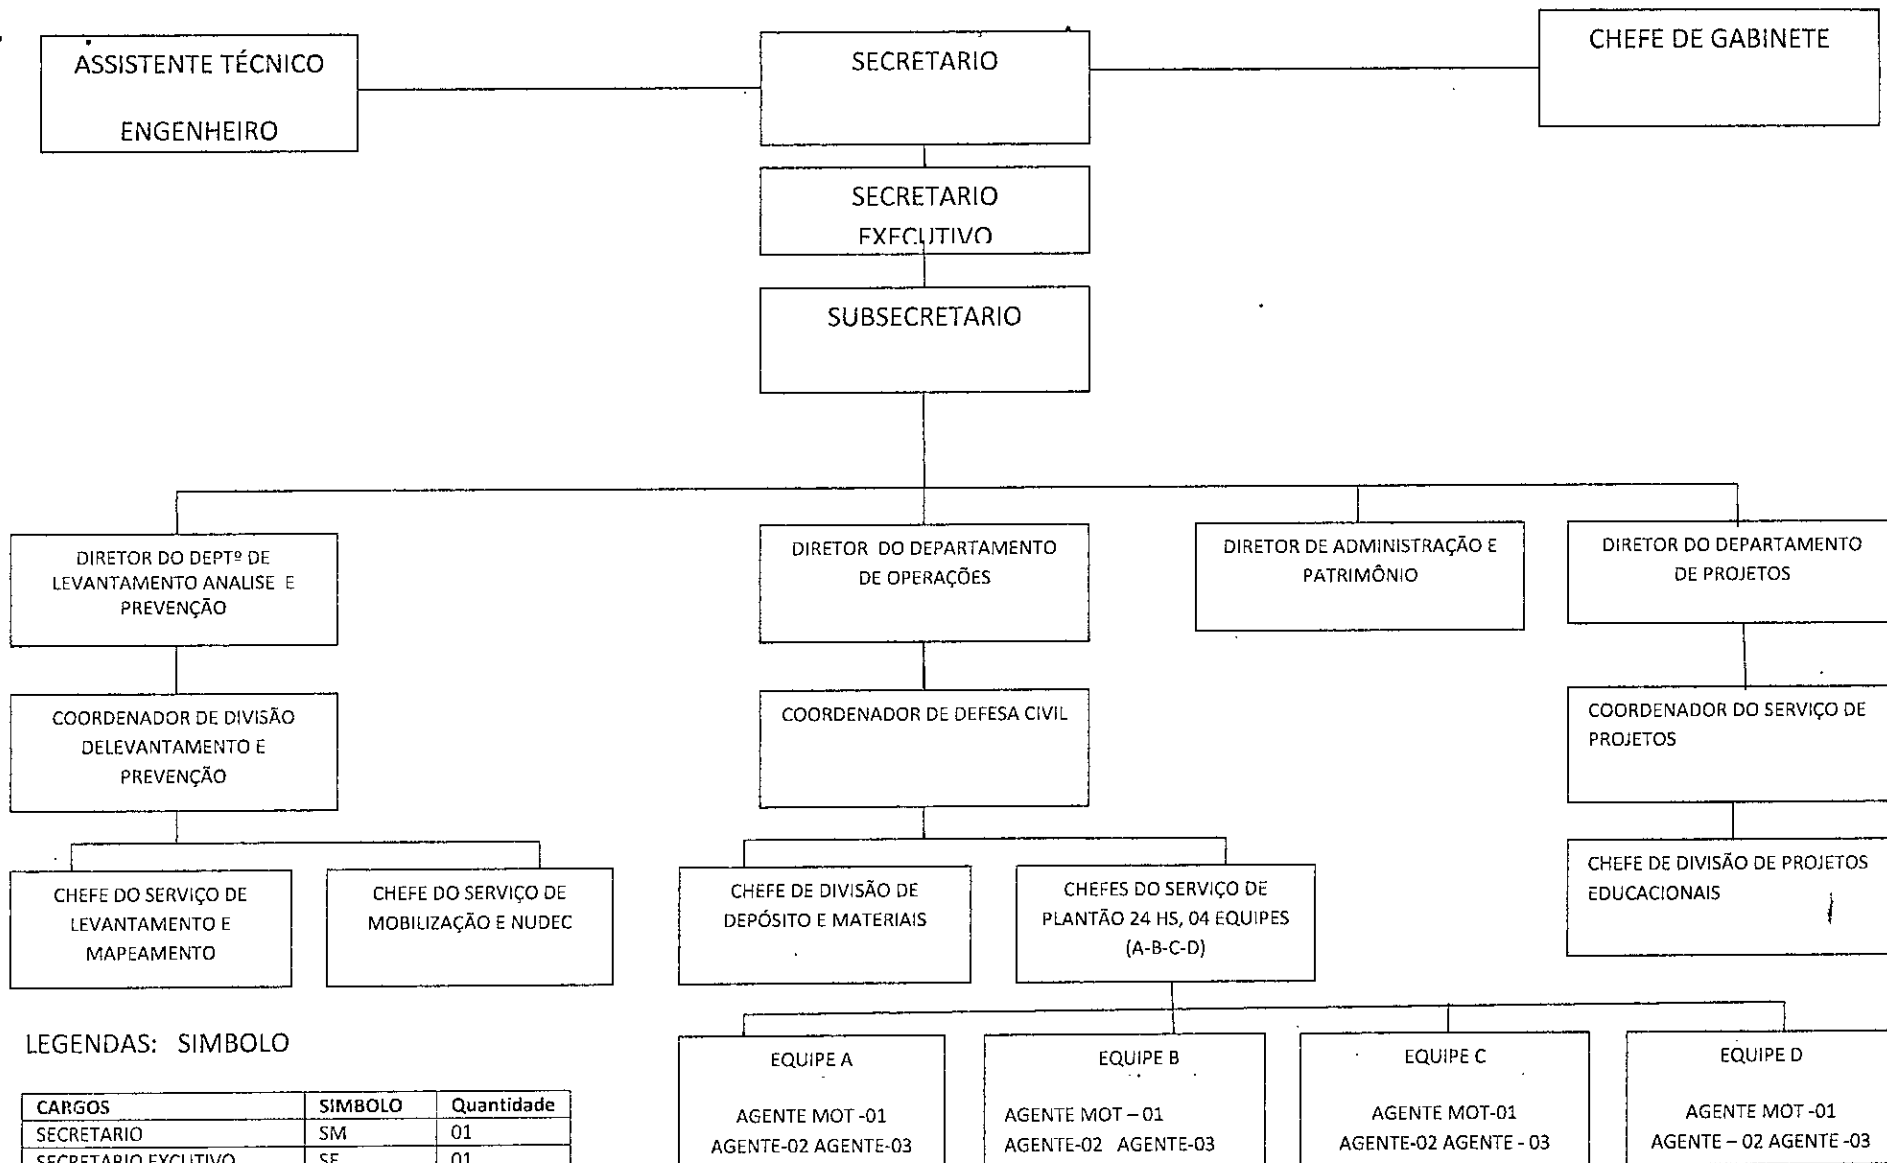 ASSISTENTE TÉCNICO
ENGENHEIRO
SECRETARIO
CHEFE DE GABINETE
SECRETARIO
EXECUTIVO
SUBSECRETARIO
DIRETOR DO DEPTº DE
LEVANTAMENTO ANALISE E
PREVENÇÃO
DIRETOR DO DEPARTAMENTO
DE OPERAÇÕES
DIRETOR DE ADMINISTRAÇÃO E
PATRIMÔNIO
DIRETOR DO DEPARTAMENTO
DE PROJETOS
COORDENADOR DE DIVISÃO
DELEVANTAMENTO E
PREVENÇÃO
COORDENADOR DE DEFESA CIVIL
COORDENADOR DO SERVIÇO DE
PROJETOS
CHEFE DO SERVIÇO DE
LEVANTAMENTO E
MAPEAMENTO
CHEFE DO SERVIÇO DE
MOBILIZAÇÃO E NUDEC
CHEFE DE DIVISÃO DE
DEPÓSITO E MATERIAIS
CHEFES DO SERVIÇO DE
PLANTÃO 24 HS, 04 EQUIPES
(A-B-C-D)
CHEFE DE DIVISÃO DE PROJETOS
EDUCACIONAIS
LEGENDAS: SIMBOLO
CARGOS SIMBOLO Quantidade
SECRETARIO SM 01
SECRETARIO EXCUTIVO SE 01
EQUIPE A
AGENTE MOT -01
AGENTE-02 AGENTE-03
EQUIPE B
AGENTE MOT – 01
AGENTE-02 AGENTE-03
EQUIPE C
AGENTE MOT-01
AGENTE-02 AGENTE - 03
EQUIPE D
AGENTE MOT -01
AGENTE – 02 AGENTE -03